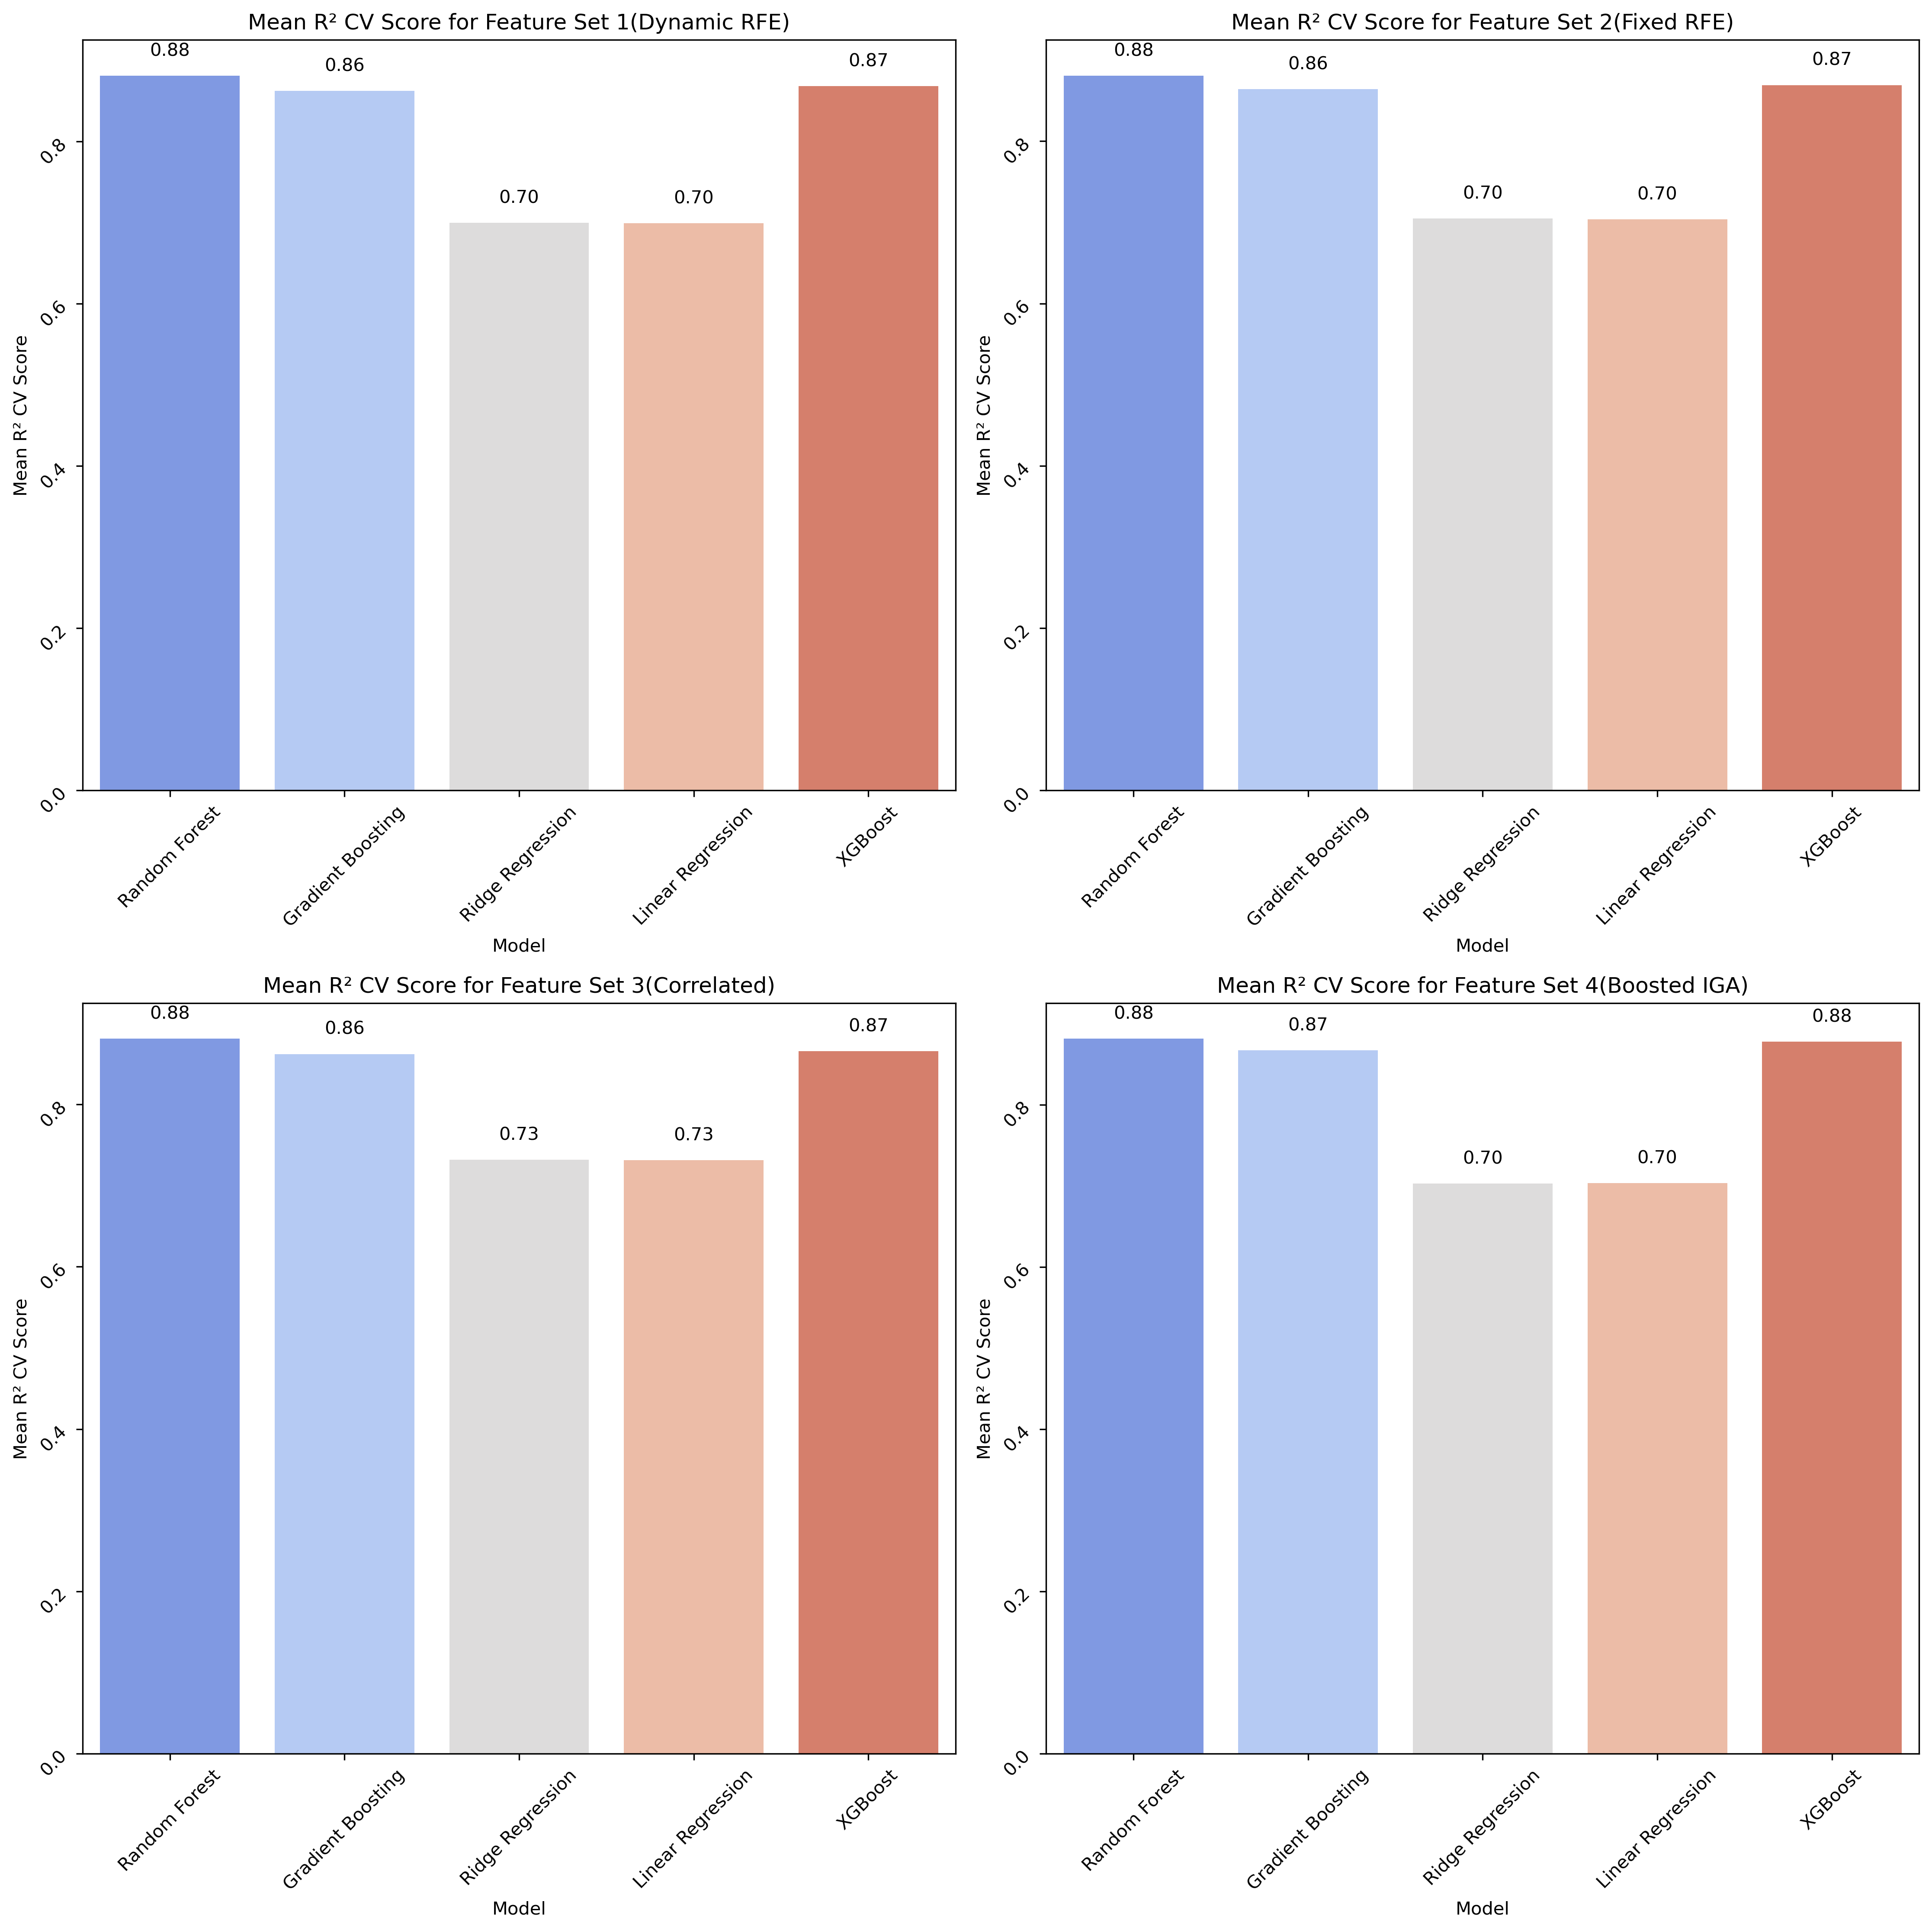 Mean R² CV Score for Feature Set 1(Dynamic RFE)
0.88
0.86
0.70
0.70
0.87
0.8
0.6
0.4
0.2
0.0
Mean R² CV Score
Random Forest
Gradient Boosting
Ridge Regression
Linear Regression
XGBoost
Model
Mean R² CV Score for Feature Set 2(Fixed RFE)
0.88
0.86
0.70
0.70
0.87
0.8
0.6
0.4
0.2
0.0
Mean R² CV Score
Random Forest
Gradient Boosting
Ridge Regression
Linear Regression
XGBoost
Model
Mean R² CV Score for Feature Set 3(Correlated)
0.88
0.86
0.73
0.73
0.87
0.8
0.6
0.4
0.2
0.0
Mean R² CV Score
Random Forest
Gradient Boosting
Ridge Regression
Linear Regression
XGBoost
Model
Mean R² CV Score for Feature Set 4(Boosted IGA)
0.88
0.87
0.70
0.70
0.88
0.8
0.6
0.4
0.2
0.0
Mean R² CV Score
Random Forest
Gradient Boosting
Ridge Regression
Linear Regression
XGBoost
Model